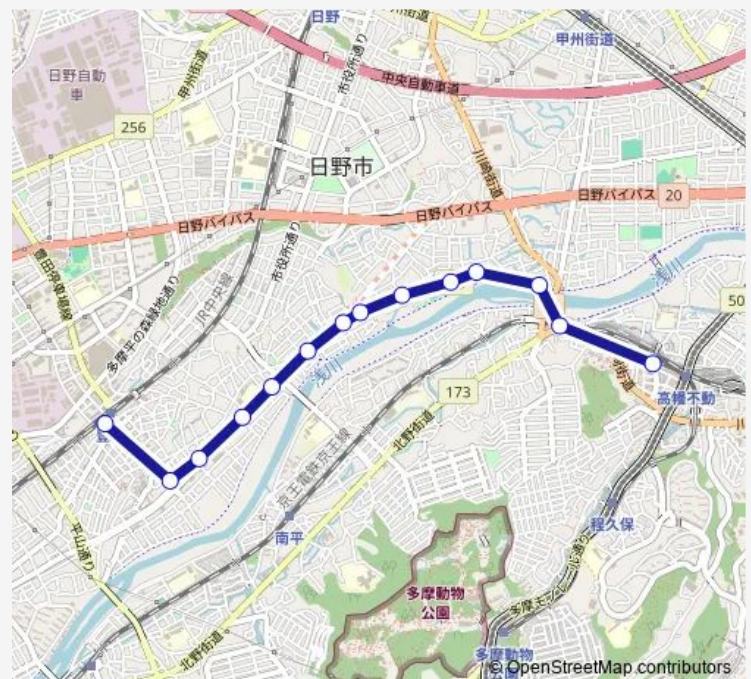 日野
甲州街道
日野自動
車
甲州街道
市役所通り
中央自動車道
256
日野市
川崎街道
日野バイパス
20
日野バイパス
日野バイパス
豊田停車場線
市役所通り
浅川
多摩平の森緑地通り
JR中央線
50
浅川
173
高幡不動
北野街道
京王電鉄京王線
南平
平山通り
程久保
多摩動物
公園
多摩モノレール通り
北野街道
多摩動物
© OpenStreetMap contributors